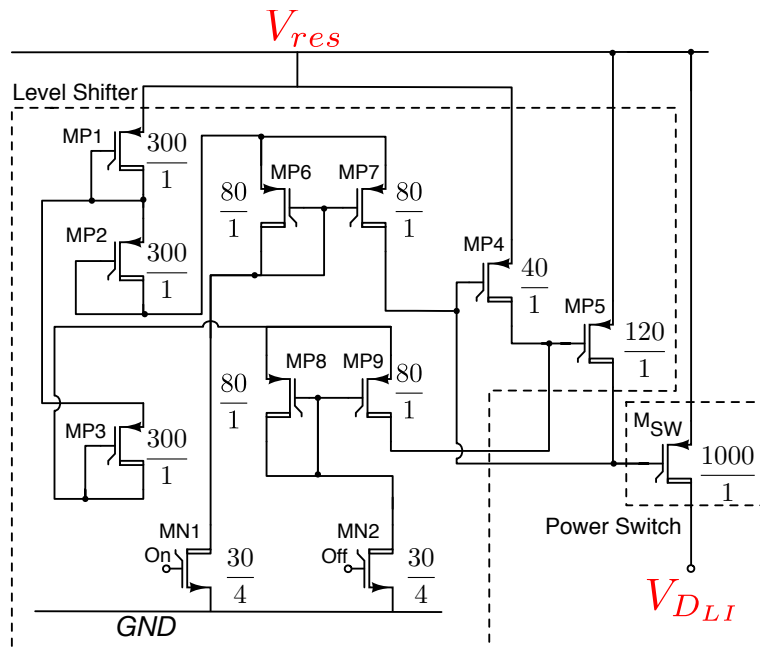 V_res
Level Shifter
MP1
300/1
MP2
300/1
MP6
80/1
MP7
80/1
MP4
40/1
MP5
120/1
MP8
80/1
MP9
80/1
MP3
300/1
M_SW
1000/1
Power Switch
MN1
On
30/4
MN2
Off
30/4
V_D_LI
GND